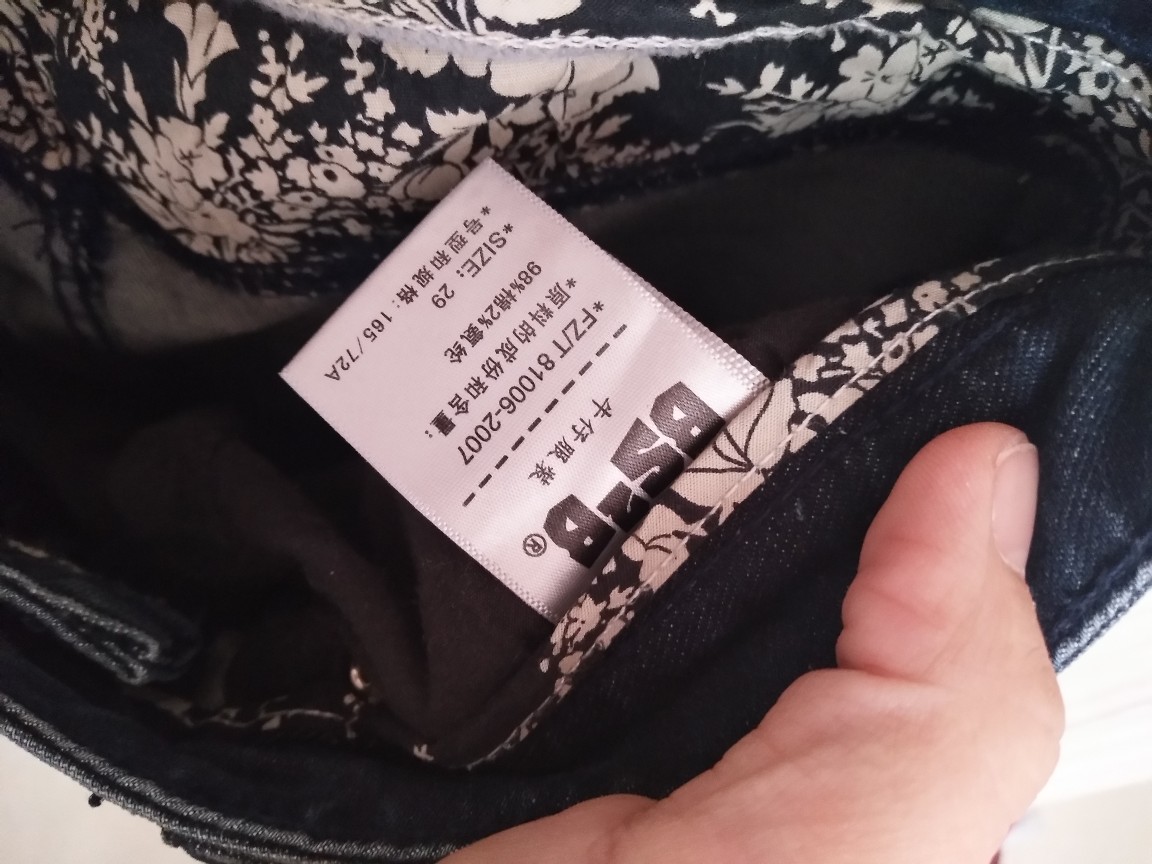 ®
牛仔服装
*FZ/T 81006-2007
*原料的成份和含量:
98%棉2%氨纶
*SIZE: 29
*号型和规格: 165/72A